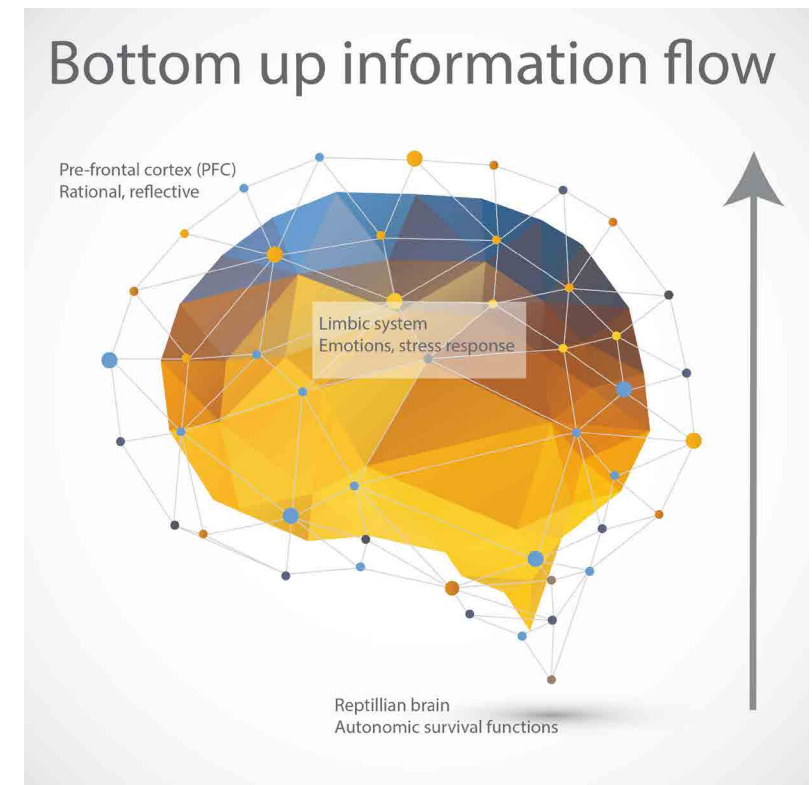 Bottom up information flow
Pre-frontal cortex (PFC)
Rational, reflective
Limbic system
Emotions, stress response
Reptillian brain
Autonomic survival functions